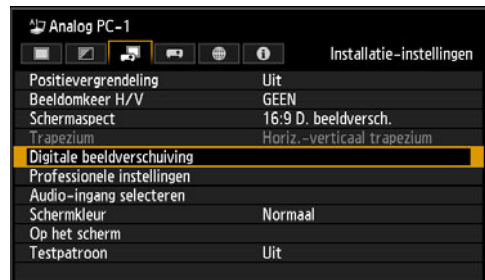 Analog PC-1
Installatie-instellingen
Positievergrendeling Uit
Beeldomkeer H/V GEEN
Schermaspect 16:9 D. beeldversch.
Trapezium Horiz.-verticaal trapezium
Digitale beeldverschuiving
Professionele instellingen
Audio-ingang selecteren
Schermkleur Normaal
Op het scherm
Testpatroon Uit